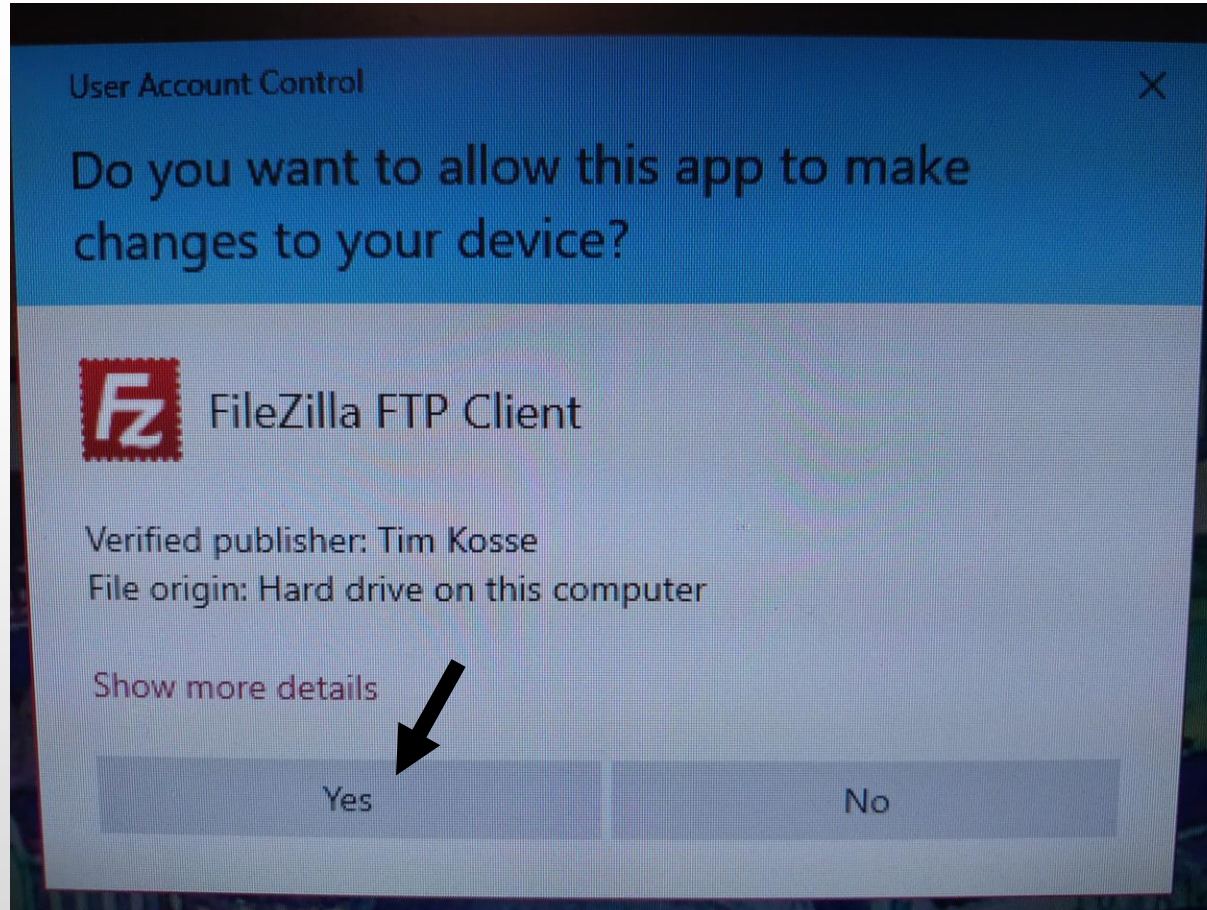 User Account Control
Do you want to allow this app to make
changes to your device?
Fz
FileZilla FTP Client
Verified publisher: Tim Kosse
File origin: Hard drive on this computer
Show more details
Yes
No